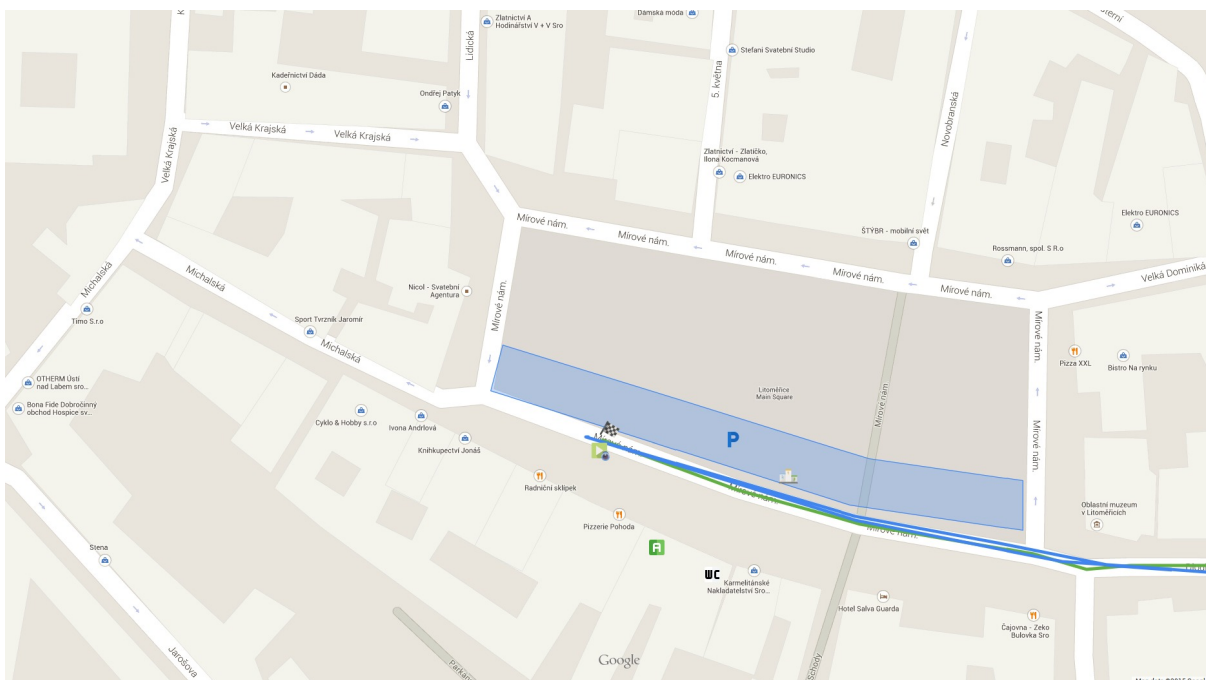 Dámská móda
Zlatnictví A
Hodinářství V + V Sro
Lidická
Stefani Svatební Studio
Kadeřnictví Dáda
5. května
Ondřej Patyk
Novobranská
Velká Krajská
Velká Krajská
Velká Krajská
Zlatnictví - Zlatíčko,
Ilona Kocmanová
Elektro EURONICS
Elektro EURONICS
Mírové nám.
Mírové nám.
ŠTÝBR - mobilní svět
Mírové nám.
Rossmann, spol. S R.o
Mírové nám.
Velká Dominiká
Mírové nám.
Michalská
Michalská
Nicol - Svatební
Agentura
Mírové nám.
Timo S.r.o
Sport Tvrzník Jaromír
Mírové nám.
Michalská
Pizza XXL
Bistro Na rynku
OTHERM Ústí
nad Labem sro...
Litoměřice
Main Square
Mírové nám
Bona Fide Dobročinný
obchod Hospice sv...
Cyklo & Hobby s.r.o
Ivona Andrlová
P
Mírové nám.
Mírové nám.
Knihkupectví Jonáš
Radniční sklípek
Mírové nám.
Oblastní muzeum
v Litoměřicích
Pizzerie Pohoda
Mírové nám.
Stena
WC
Karmelitánské
Nakladatelství Sro...
Hotel Salva Guarda
Čajovna - Zeko
Bulovka Sro
Jarošova
Google
Schody